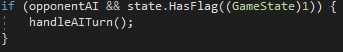 if (opponentAI && state.HasFlag((GameState)1)) {
    handleAITurn();
}